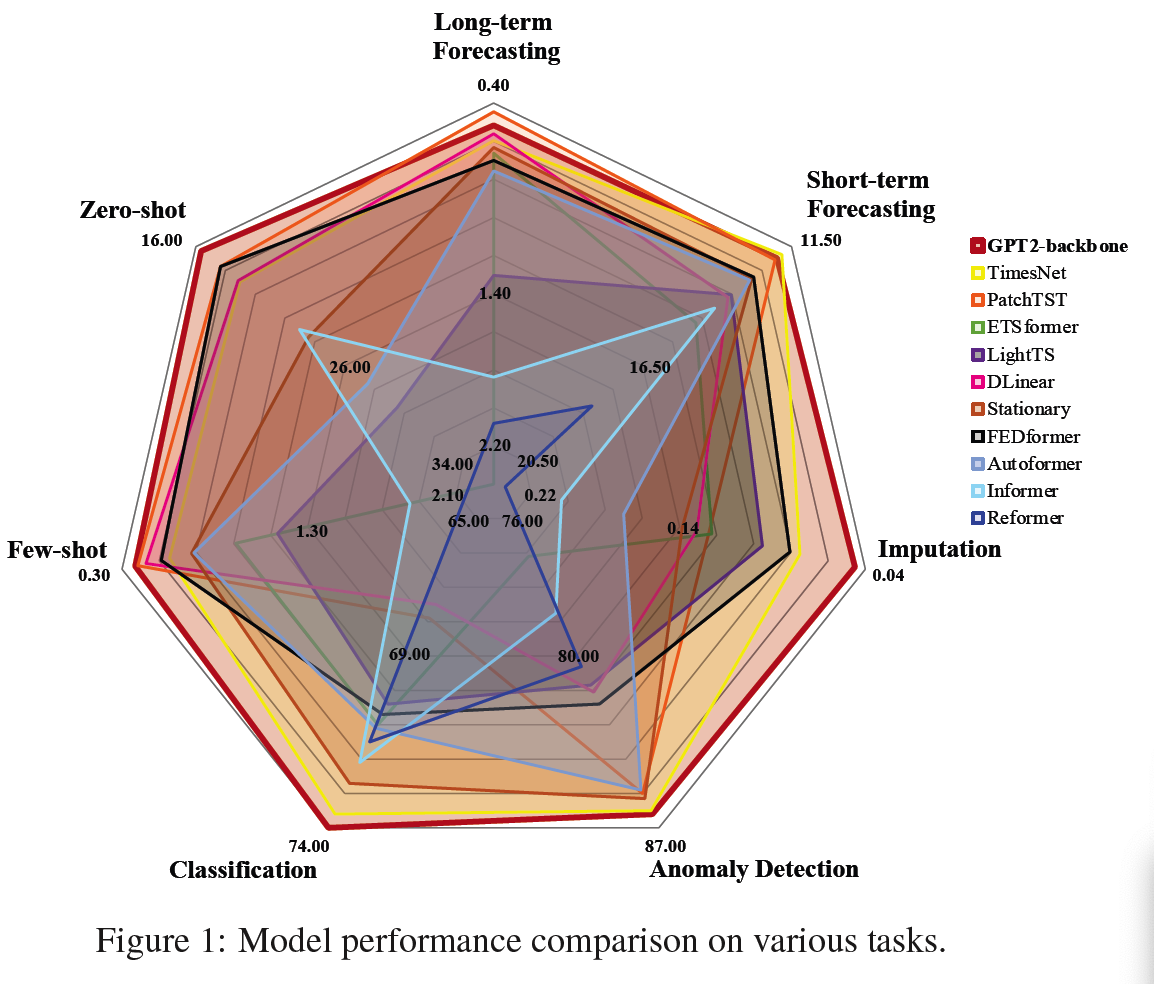 Long-term
Forecasting
0.40
Short-term
Forecasting
11.50
Zero-shot
16.00
GPT2-backbone
TimesNet
PatchTST
ETSformer
LightTS
DLinear
Stationary
FEDformer
Autoformer
Informer
Reformer
1.40
26.00
16.50
2.20
34.00
20.50
2.10
0.22
65.00
76.00
1.30
0.14
Few-shot
0.30
Imputation
0.04
69.00
80.00
74.00
87.00
Classification
Anomaly Detection
Figure 1: Model performance comparison on various tasks.